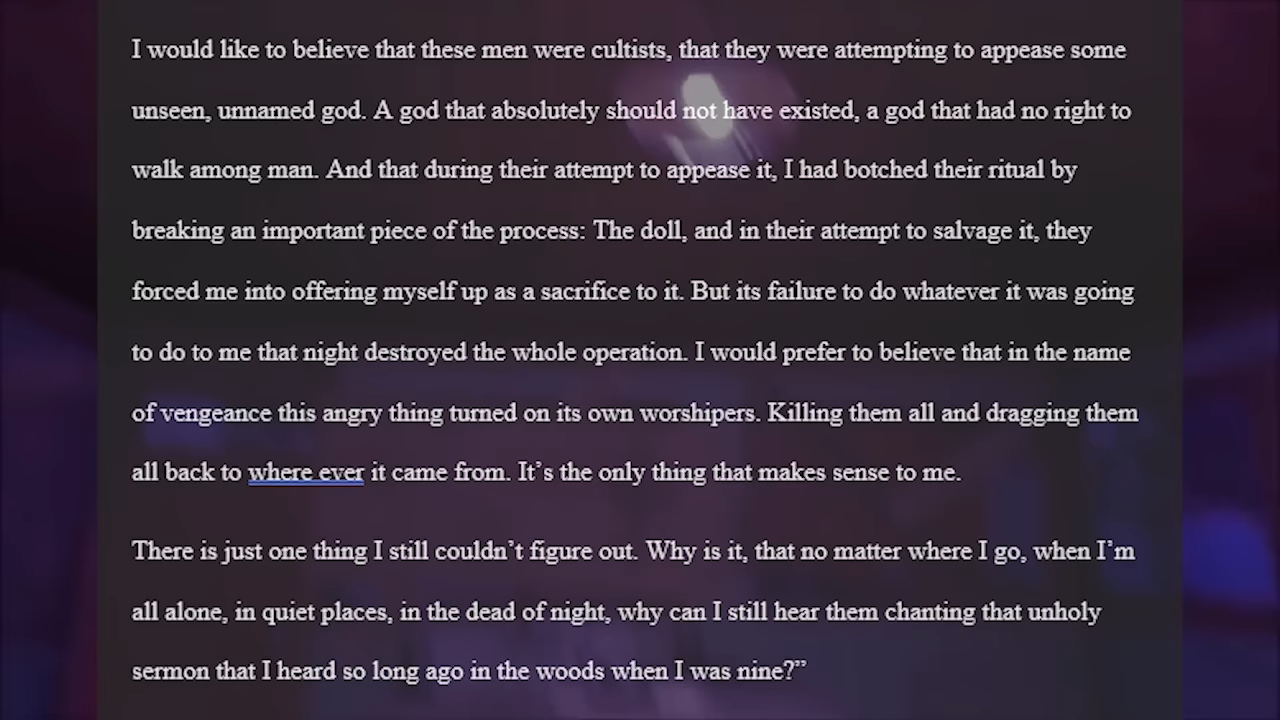 I would like to believe that these men were cultists, that they were attempting to appease some
unseen, unnamed god. A god that absolutely should not have existed, a god that had no right to
walk among man. And that during their attempt to appease it, I had botched their ritual by
breaking an important piece of the process: The doll, and in their attempt to salvage it, they
forced me into offering myself up as a sacrifice to it. But its failure to do whatever it was going
to do to me that night destroyed the whole operation. I would prefer to believe that in the name
of vengeance this angry thing turned on its own worshipers. Killing them all and dragging them
all back to where ever it came from. It’s the only thing that makes sense to me.
There is just one thing I still couldn’t figure out. Why is it, that no matter where I go, when I’m
all alone, in quiet places, in the dead of night, why can I still hear them chanting that unholy
sermon that I heard so long ago in the woods when I was nine?”